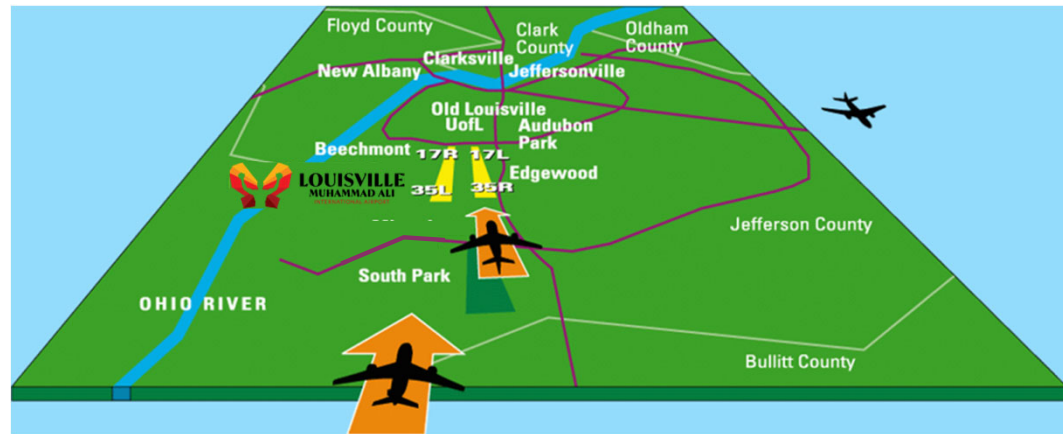 Floyd County
Clark
County
Oldham
County
Clarksville
New Albany
Jeffersonville
Old Louisville
UofL
Audubon
Park
Beechmont
17R
17L
Edgewood
LOUISVILLE
MUHAMMAD ALI
INTERNATIONAL AIRPORT
35L
35R
Jefferson County
South Park
OHIO RIVER
Bullitt County